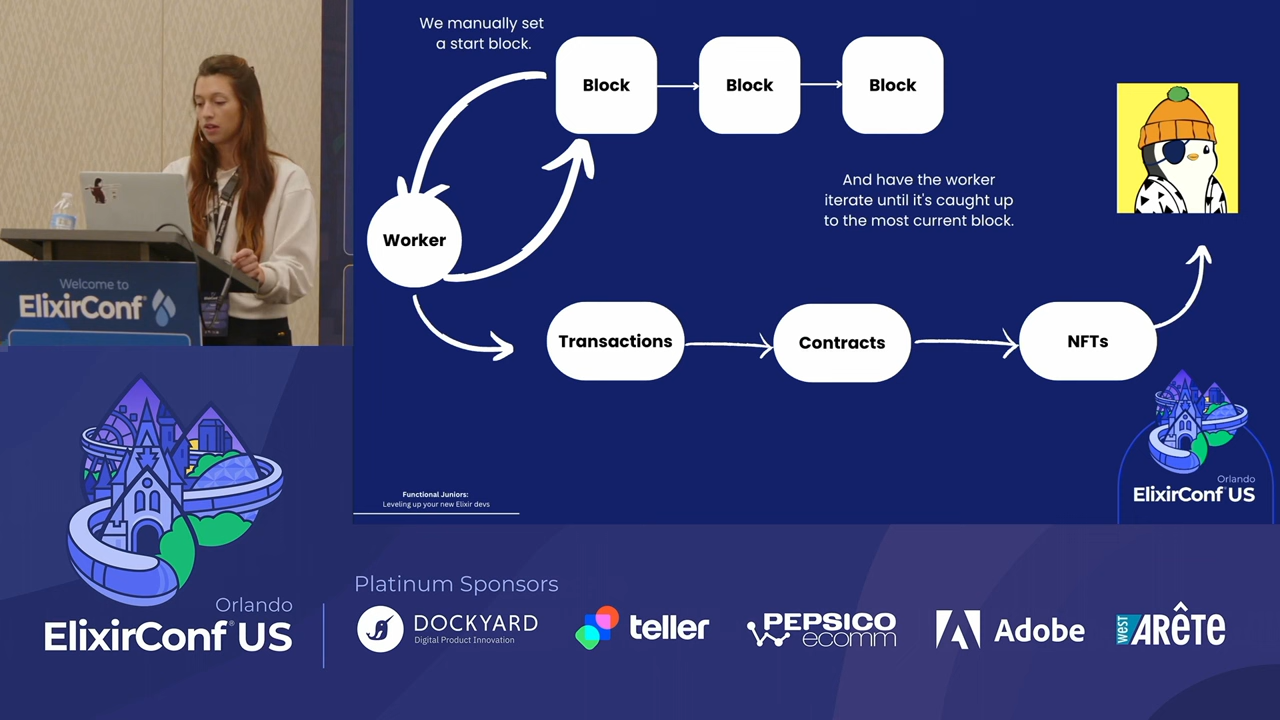 Welcome to
ElixirConf
We manually set
a start block.
Block
Block
Block
And have the worker
iterate until it's caught up
to the most current block.
Worker
Transactions
Contracts
NFTs
Functional Juniors:
Leveling up your new Elixir devs
Orlando
ElixirConf US
Orlando
ElixirConf® US
Platinum Sponsors
DOCKYARD
Digital Product Innovation
teller
PEPSICO
ecomm
Adobe
west ARÊTE